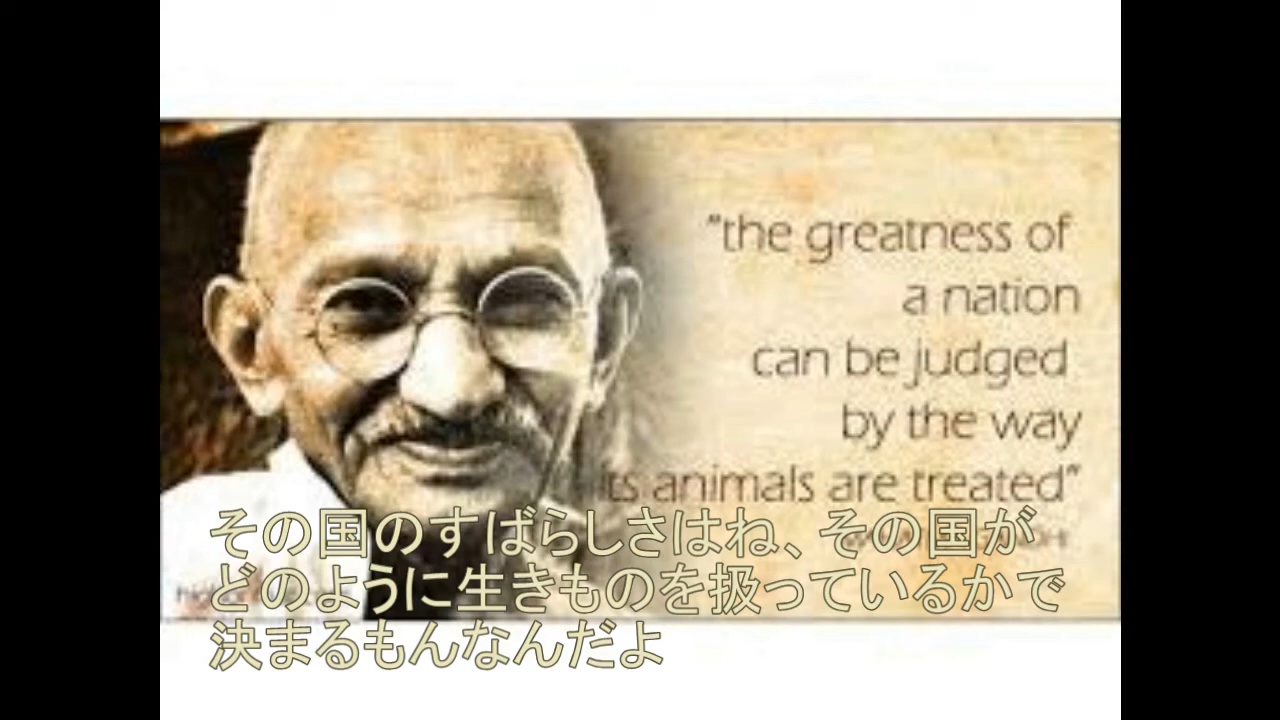 "the greatness of
a nation
can be judged
by the way
its animals are treated"
その国のすばらしさはね、その国が
どのように生きものを扱っているかで
決まるもんなんだよ